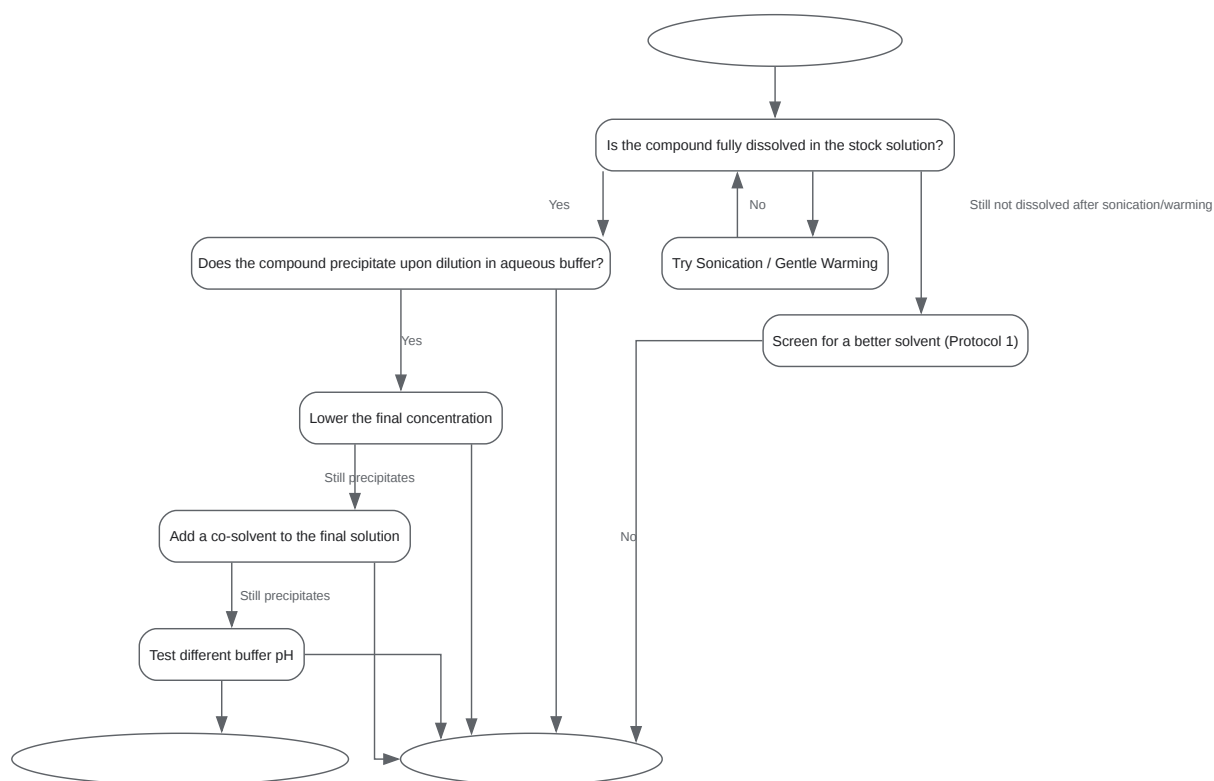 Is the compound fully dissolved in the stock solution?
Yes
No
Still not dissolved after sonication/warming
Does the compound precipitate upon dilution in aqueous buffer?
Try Sonication / Gentle Warming
Yes
Screen for a better solvent (Protocol 1)
Lower the final concentration
Still precipitates
Add a co-solvent to the final solution
No
Still precipitates
Test different buffer pH